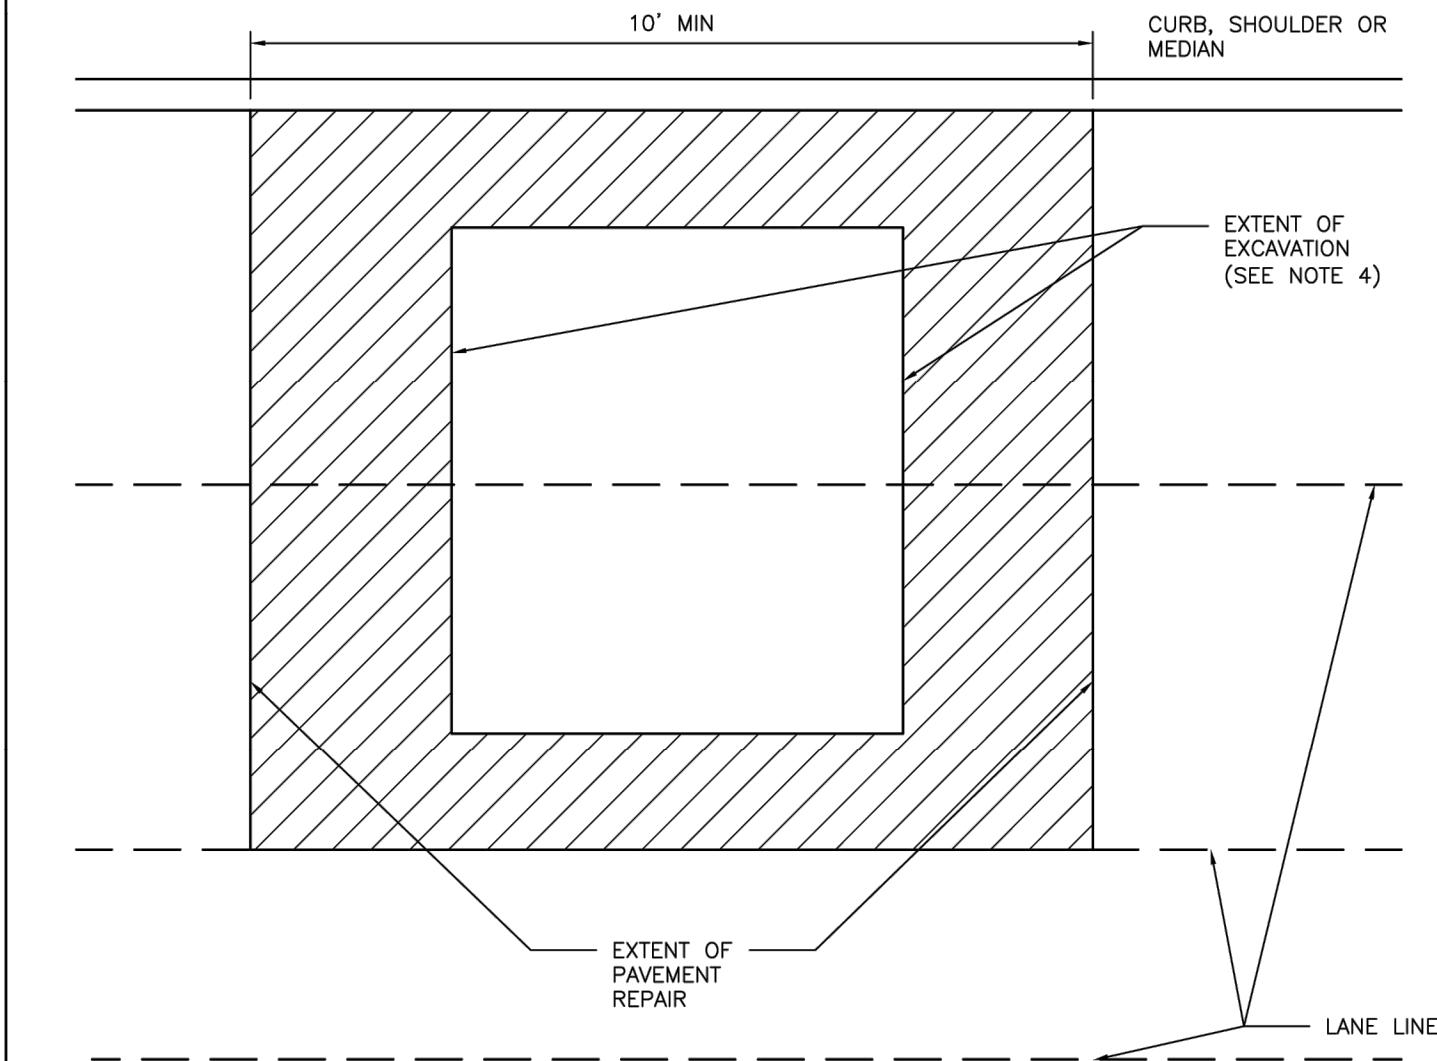 10' MIN
CURB, SHOULDER OR
MEDIAN
EXTENT OF
EXCAVATION
(SEE NOTE 4)
EXTENT OF
PAVEMENT
REPAIR
LANE LINE